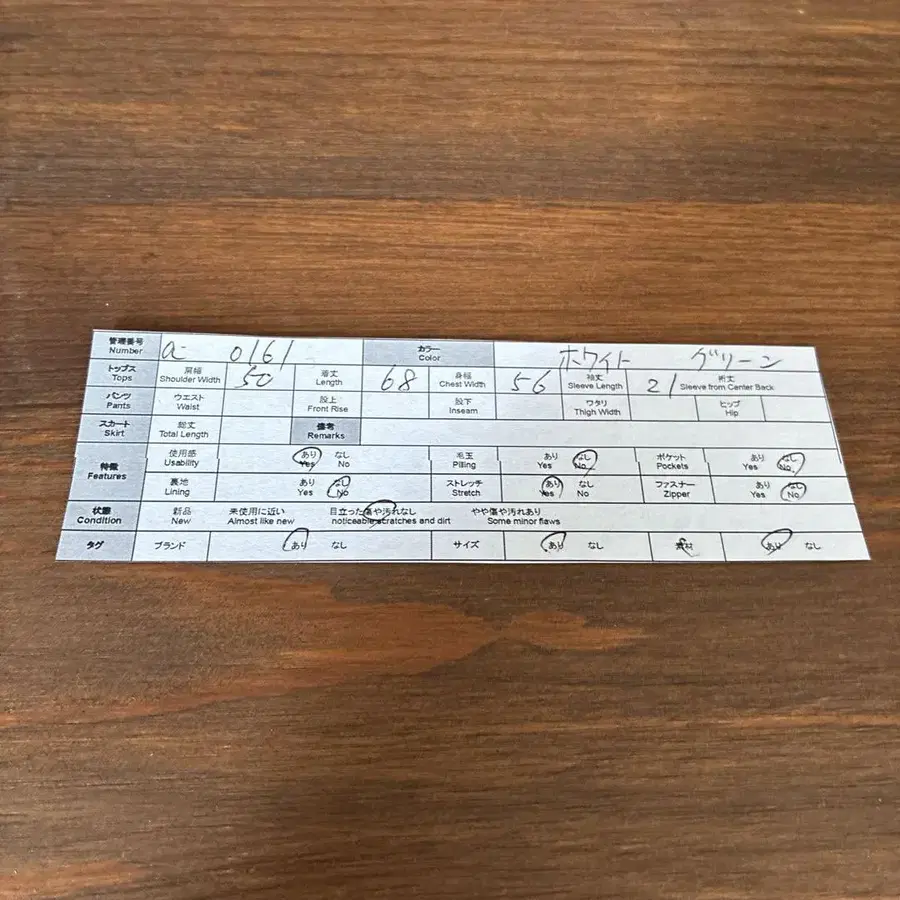 管理番号 Number a- 0161 カラー Color ホワイト グリーン
トップス Tops 肩幅 Shoulder Width 50 着丈 Length 68 身幅 Chest Width 56 袖丈 Sleeve Length 21 裄丈 Sleeve from Center Back
パンツ Pants ウエスト Waist 股上 Front Rise 股下 Inseam ワタリ Thigh Width ヒップ Hip
スカート Skirt 総丈 Total Length 備考 Remarks
特徴 Features 使用感 Usability あり Yes なし No 毛玉 Pilling あり Yes なし No ポケット Pockets あり Yes なし No
裏地 Lining あり Yes なし No ストレッチ Stretch あり Yes なし No ファスナー Zipper あり Yes なし No
状態 Condition 新品 New 未使用に近い Almost like new 目立った傷や汚れなし noticeable scratches and dirt やや傷や汚れあり Some minor flaws
タグ ブランド あり なし サイズ あり なし 素材 あり なし